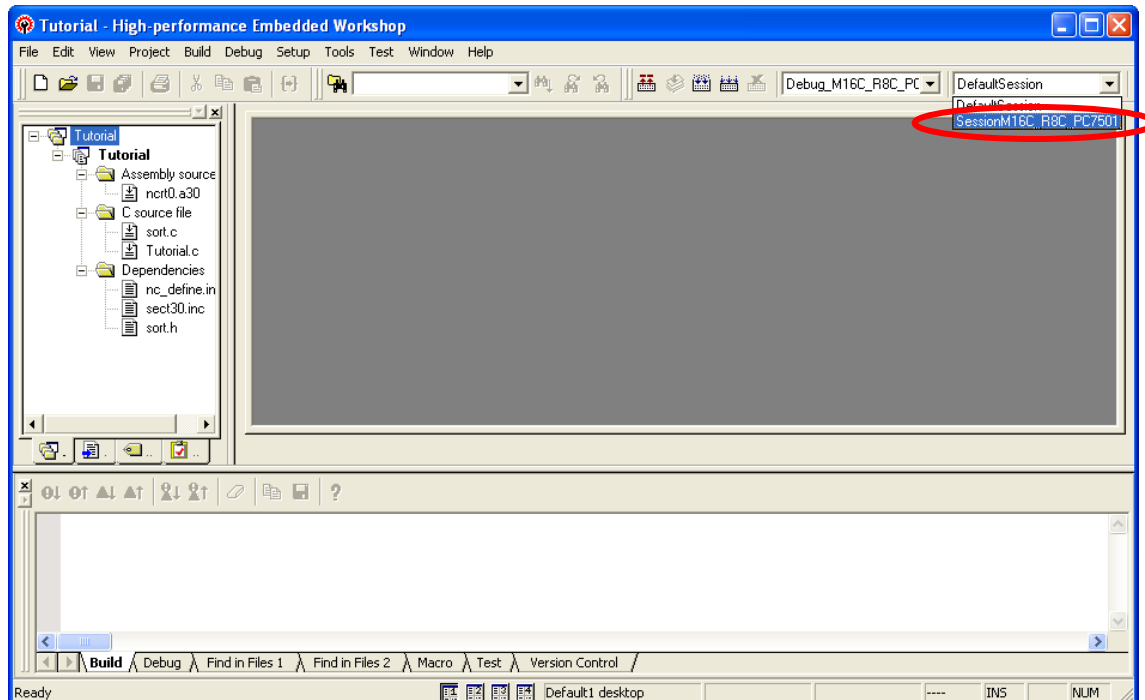 Tutorial - High-performance Embedded Workshop
File Edit View Project Build Debug Setup Tools Test Window Help
Debug_M16C_R8C_PC DefaultSession
DefaultSession
SessionM16C_R8C_PC7501
Tutorial
Tutorial
Assembly source
ncrt0.a30
C source file
sort.c
Tutorial.c
Dependencies
nc_define.in
sect30.inc
sort.h
Build Debug Find in Files 1 Find in Files 2 Macro Test Version Control
Ready Default1 desktop ---- INS NUM